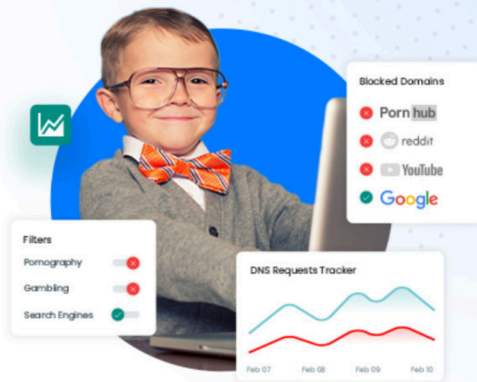 Blocked Domains
Porn hub
reddit
YouTube
Google
Filters
Pornography
Gambling
Search Engines
DNS Requests Tracker
Feb 07 Feb 08 Feb 09 Feb 10